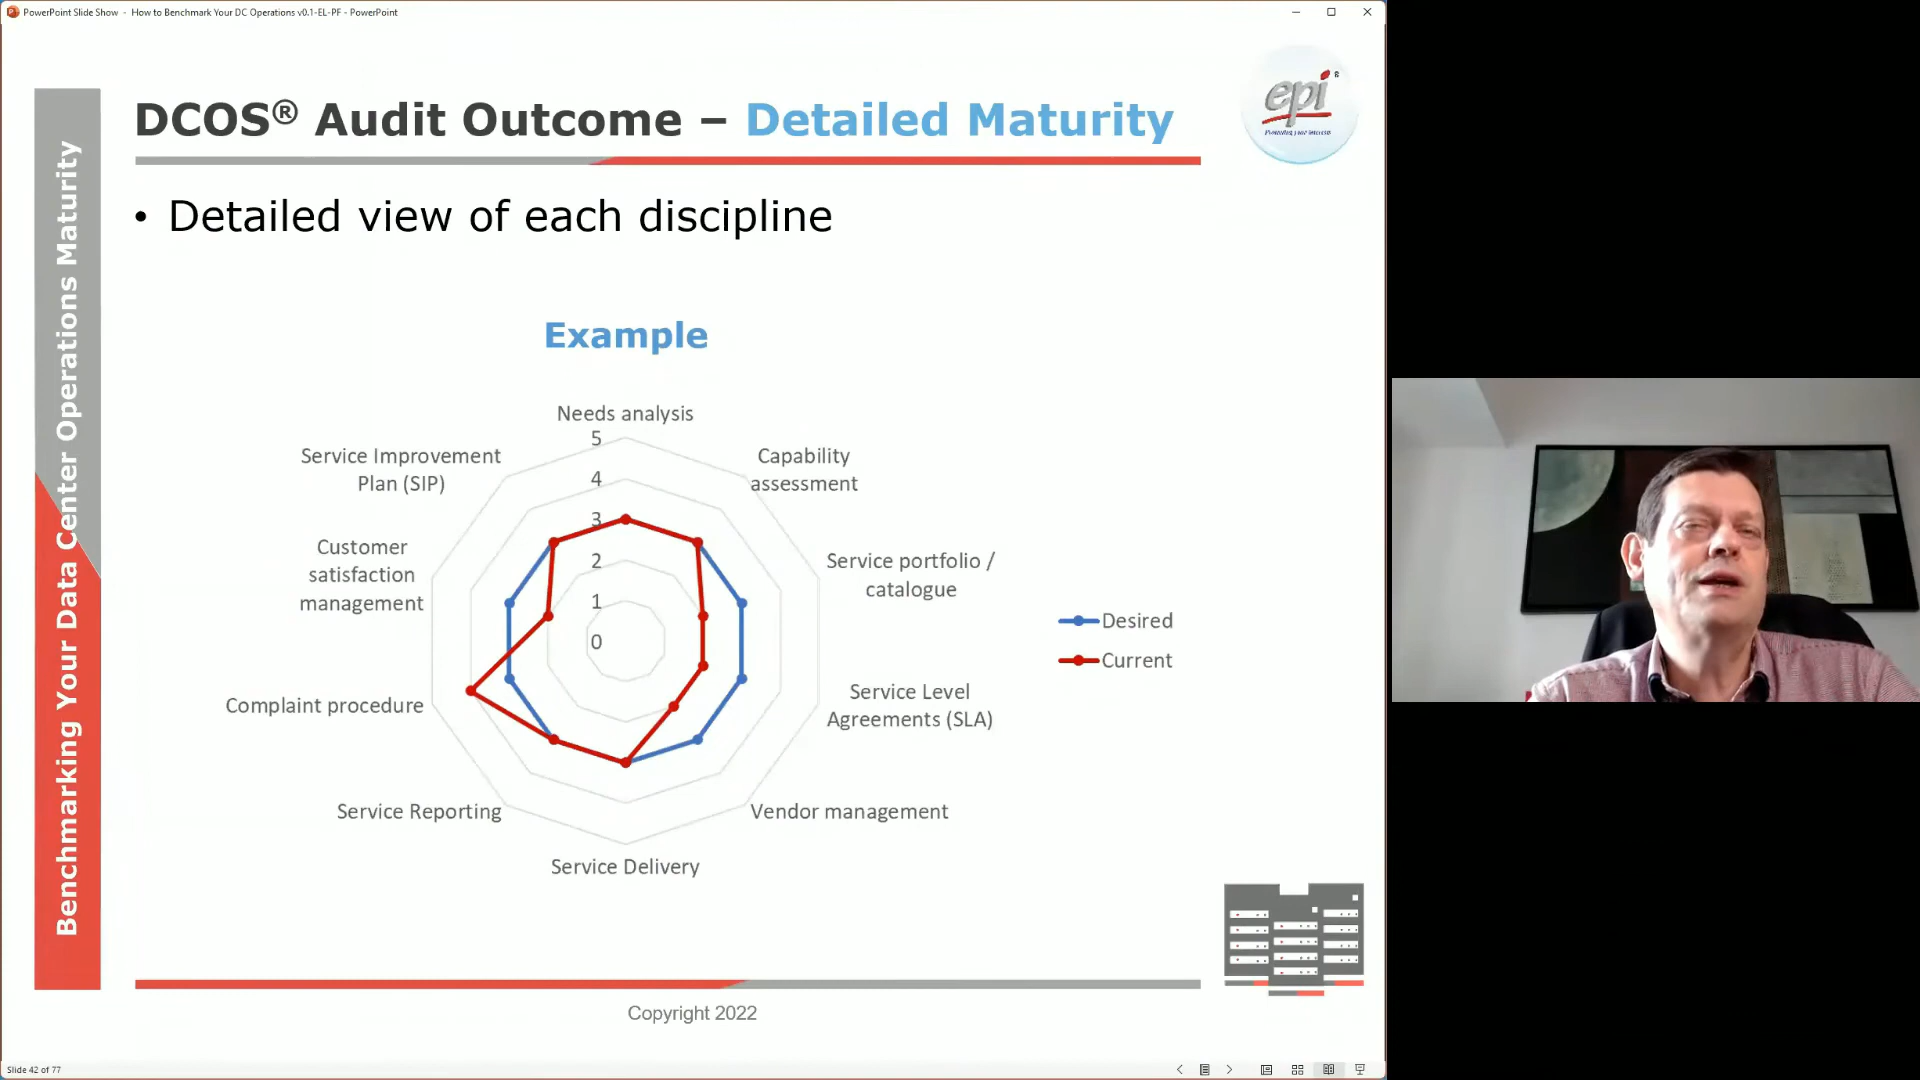 PowerPoint Slide Show - How to Benchmark Your DC Operations v0.1-EL-PF - PowerPoint
Benchmarking Your Data Center Operations Maturity
DCOS® Audit Outcome – Detailed Maturity
epi®
Promoting your interests
• Detailed view of each discipline
Example
Needs analysis
Capability
assessment
Service portfolio /
catalogue
Service Level
Agreements (SLA)
Vendor management
Service Delivery
Service Reporting
Complaint procedure
Customer
satisfaction
management
Service Improvement
Plan (SIP)
5
4
3
2
1
0
Desired
Current
Copyright 2022
Slide 42 of 77